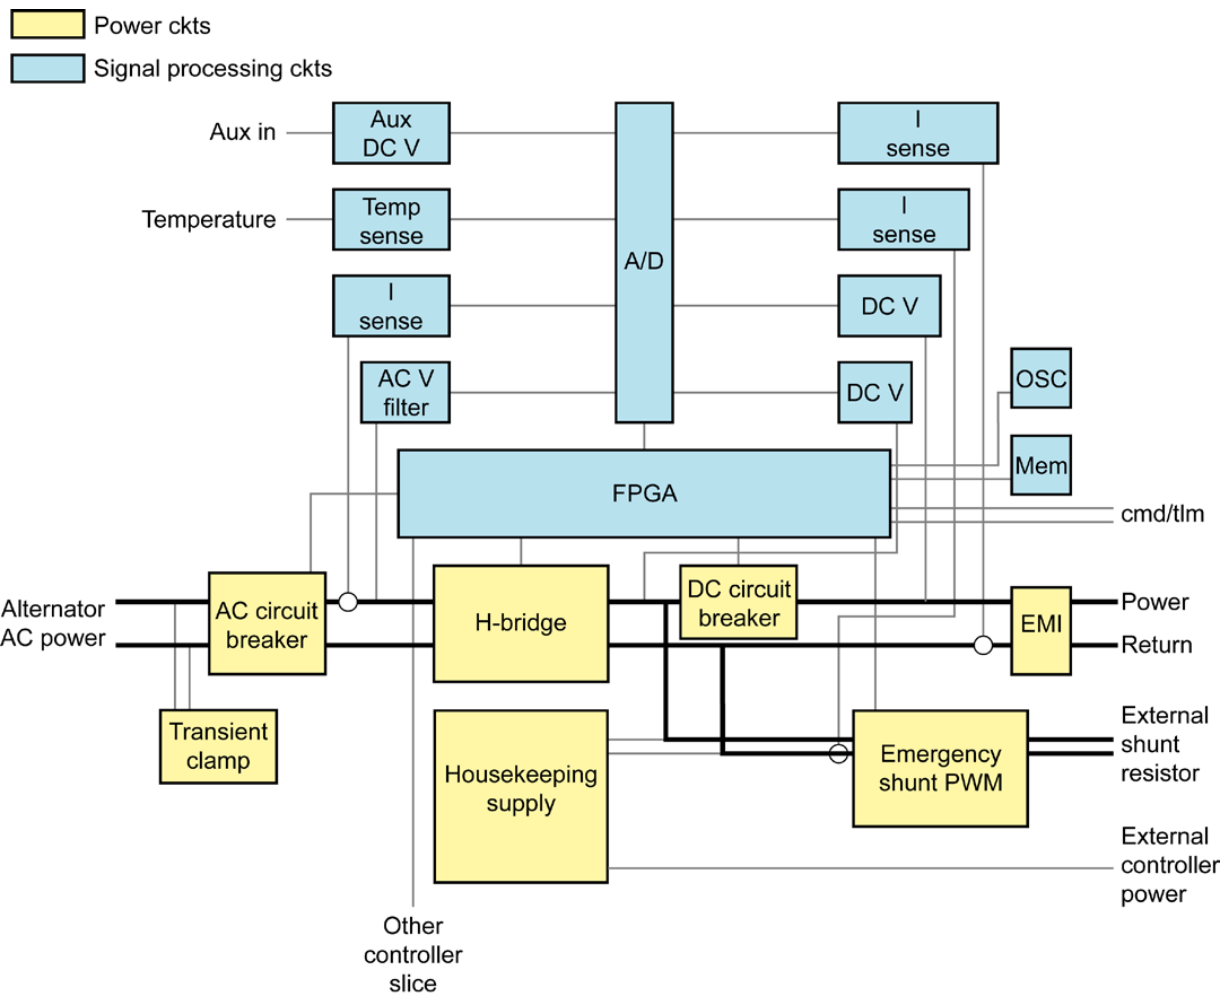 Power ckts
Signal processing ckts
Aux in
Aux
DC V
I
sense
Temperature
Temp
sense
A/D
I
sense
I
sense
DC V
AC V
filter
DC V
OSC
Mem
FPGA
cmd/tlm
Alternator
AC power
AC circuit
breaker
H-bridge
DC circuit
breaker
EMI
Power
Return
Transient
clamp
Housekeeping
supply
Emergency
shunt PWM
External
shunt
resistor
External
controller
power
Other
controller
slice